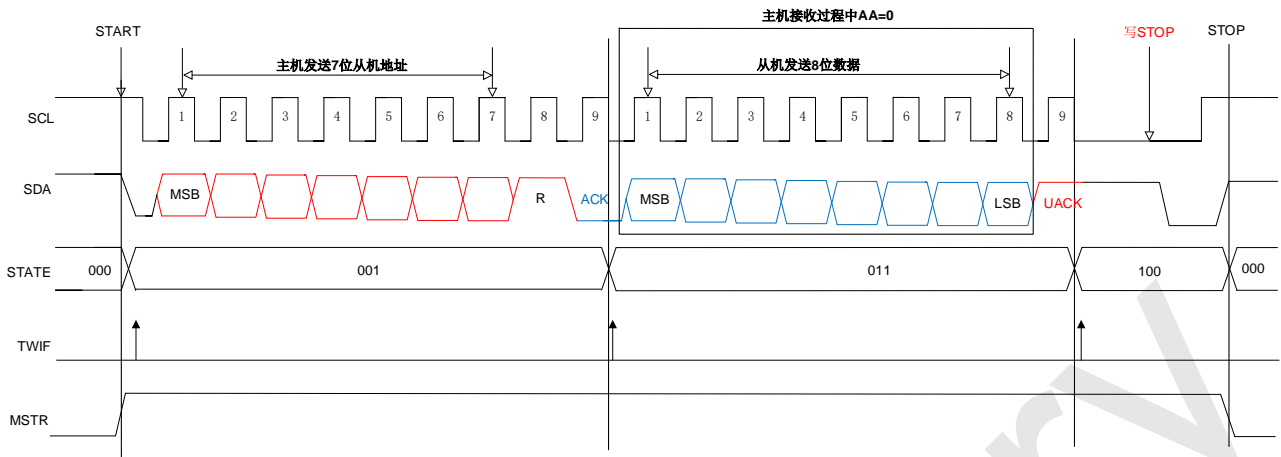 主机接收过程中AA=0
START
写STOP
STOP
主机发送7位从机地址
从机发送8位数据
SCL
1 2 3 4 5 6 7 8 9 1 2 3 4 5 6 7 8 9
SDA
MSB R ACK MSB LSB UACK
STATE 000 001 011 100 000
TWIF
MSTR